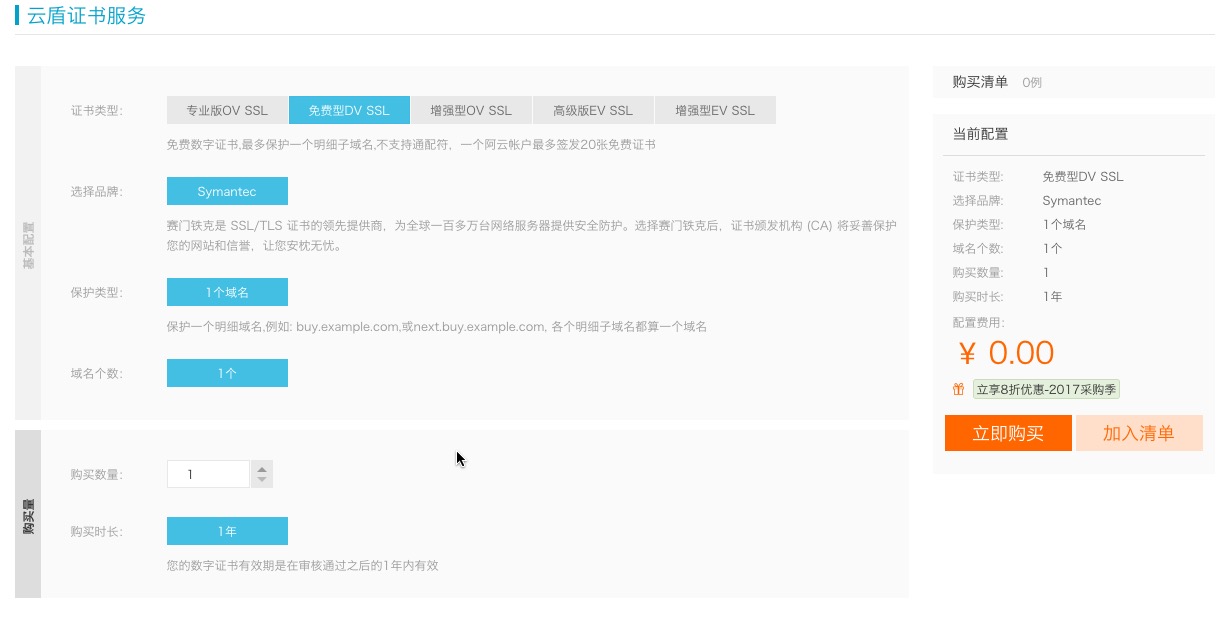 云盾证书服务
基本配置
证书类型:
专业版OV SSL
免费型DV SSL
增强型OV SSL
高级版EV SSL
增强型EV SSL
免费数字证书,最多保护一个明细子域名,不支持通配符，一个阿云帐户最多签发20张免费证书
选择品牌:
Symantec
赛门铁克是 SSL/TLS 证书的领先提供商，为全球一百多万台网络服务器提供安全防护。选择赛门铁克后，证书颁发机构 (CA) 将妥善保护
您的网站和信誉，让您安枕无忧。
保护类型:
1个域名
保护一个明细域名,例如: buy.example.com,或next.buy.example.com, 各个明细子域名都算一个域名
域名个数:
1个
购买量
购买数量:
1
购买时长:
1年
您的数字证书有效期是在审核通过之后的1年内有效
购买清单 0例
当前配置
证书类型: 免费型DV SSL
选择品牌: Symantec
保护类型: 1个域名
域名个数: 1个
购买数量: 1
购买时长: 1年
配置费用:
¥ 0.00
立享8折优惠-2017采购季
立即购买
加入清单